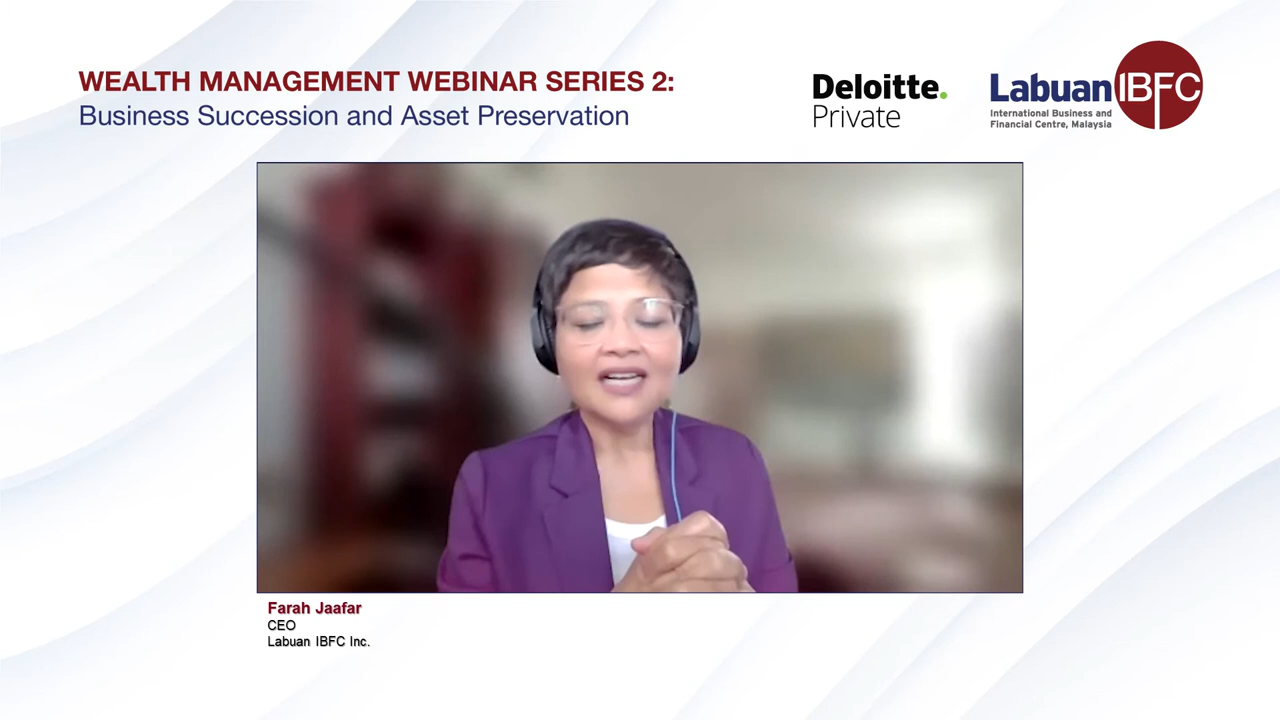 WEALTH MANAGEMENT WEBINAR SERIES 2:
Business Succession and Asset Preservation
Deloitte.
Private
Labuan IBFC
International Business and
Financial Centre, Malaysia
Farah Jaafar
CEO
Labuan IBFC Inc.